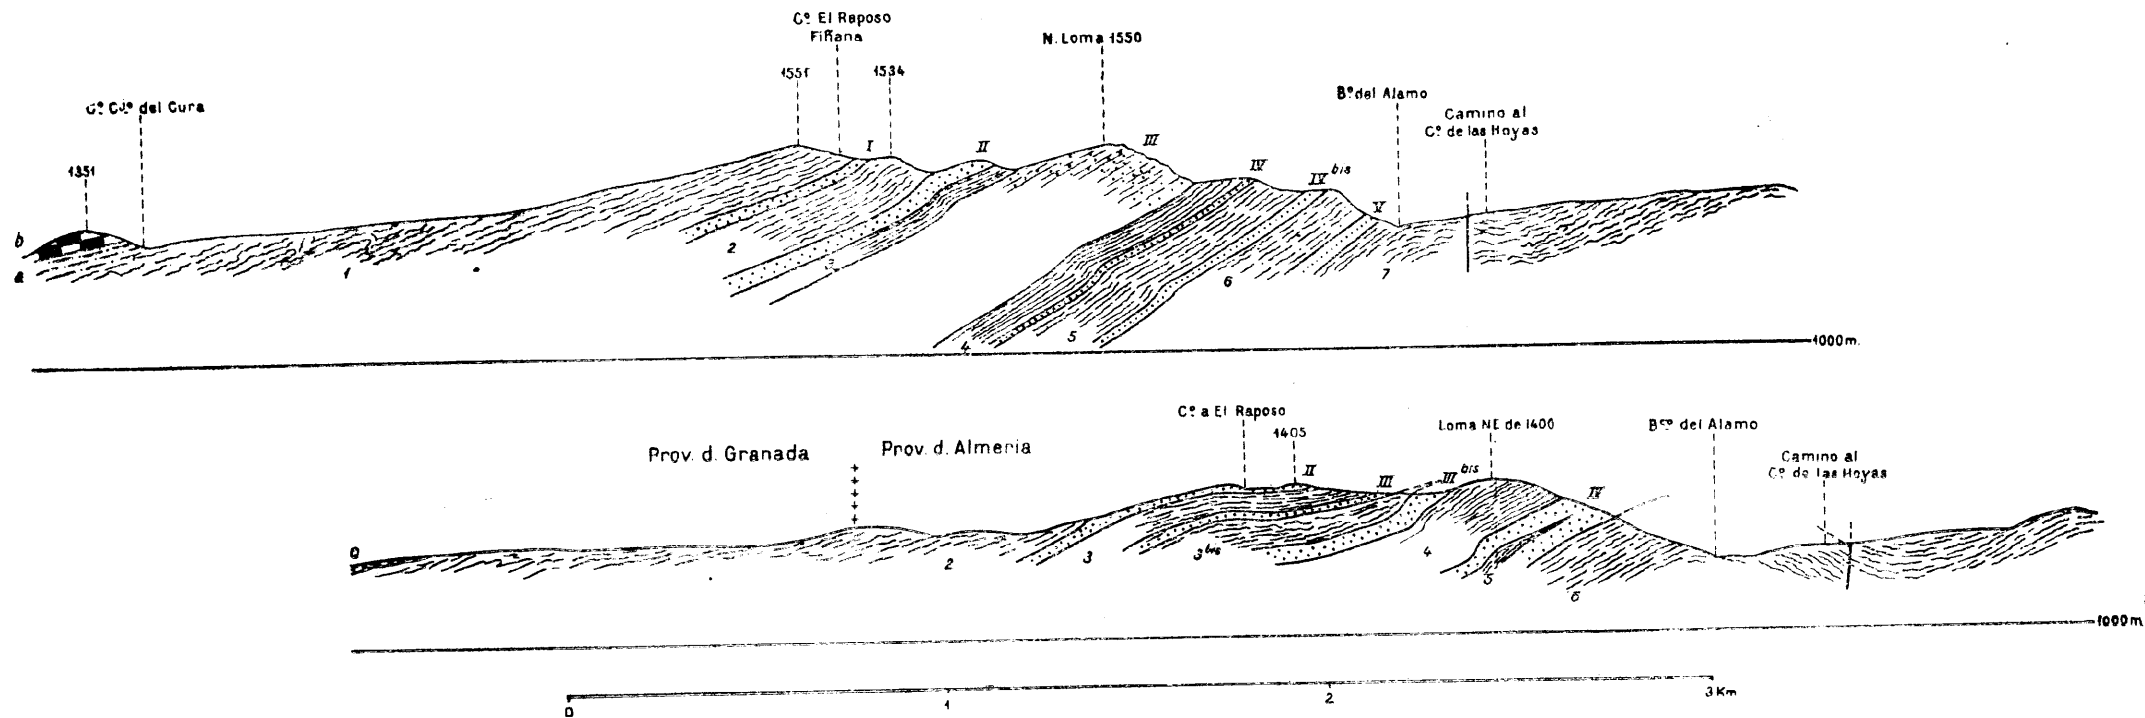 Cº El Raposo
Fiñana
N. Loma 1550
1551
1534
Bº del Alamo
Camino al
Cº de las Hoyas
Cº Cjº del Cura
1351
I
II
III
IV
IV bis
V
b
a
1
2
3
4
5
6
7
1000 m.
Cº a El Raposo
1405
Loma NE de 1400
Bcº del Alamo
Camino al
Cº de las Hoyas
Prov. d. Granada
Prov. d. Almeria
II
III
III bis
IV
2
3
3 bis
4
5
6
1000 m
0
1
2
3 Km